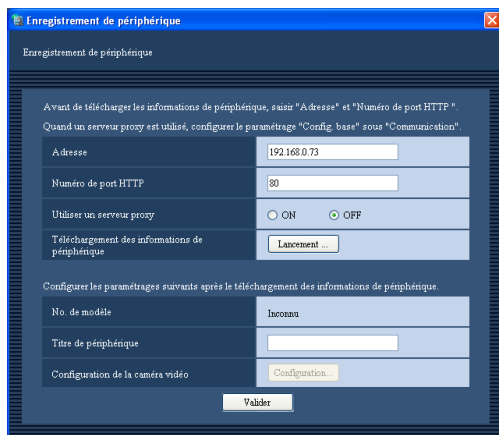 Enregistrement de périphérique
Enregistrement de périphérique
Avant de télécharger les informations de périphérique, saisir "Adresse" et "Numéro de port HTTP ".
Quand un serveur proxy est utilisé, configurer le paramétrage "Config. base" sous "Communication".
Adresse 192.168.0.73
Numéro de port HTTP 80
Utiliser un serveur proxy ON OFF
Téléchargement des informations de périphérique Lancement ...
Configurer les paramétrages suivants après le téléchargement des informations de périphérique.
No. de modèle Inconnu
Titre de périphérique
Configuration de la caméra vidéo Configuration...
Valider